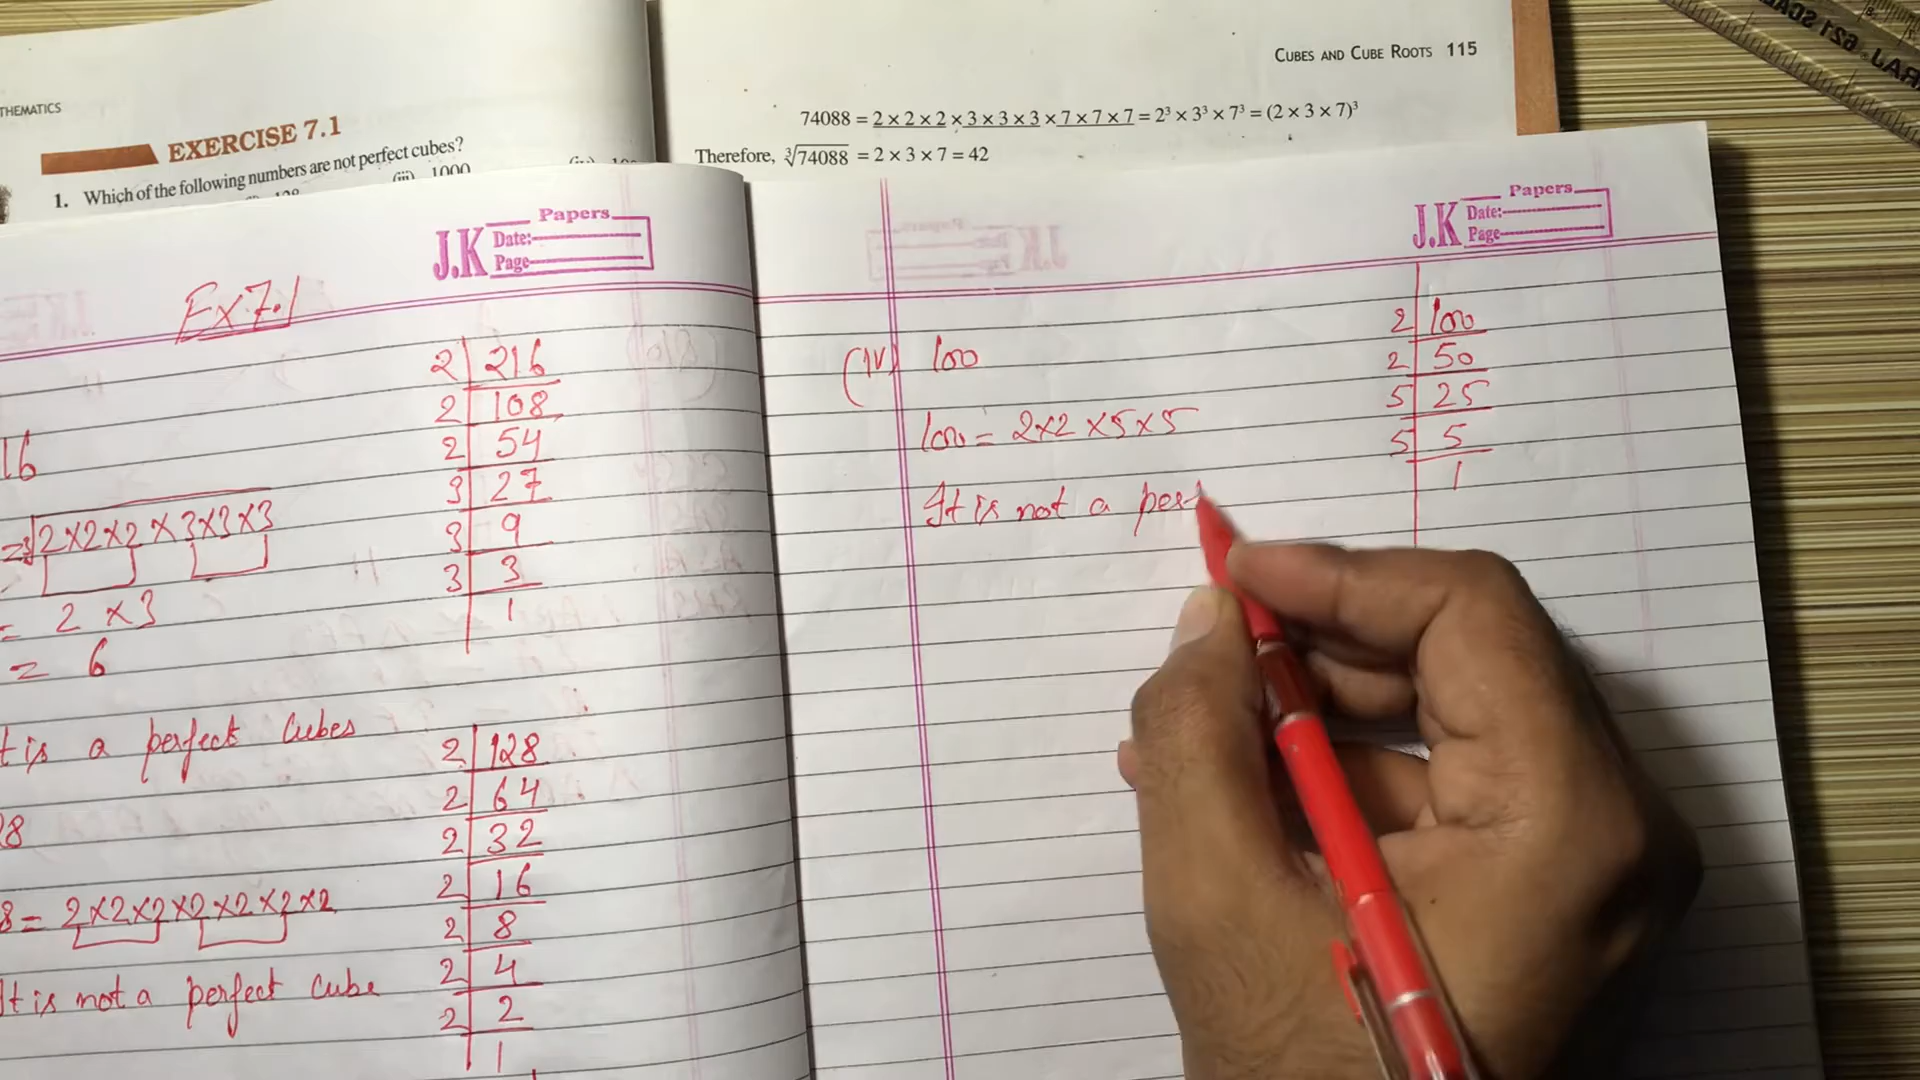 THEMATICS
EXERCISE 7.1
1. Which of the following numbers are not perfect cubes?
(iii) 1000
CUBES AND CUBE ROOTS 115
74088 = 2 × 2 × 2 × 3 × 3 × 3 × 7 × 7 × 7 = 2³ × 3³ × 7³ = (2 × 3 × 7)³
Therefore, ∛74088 = 2 × 3 × 7 = 42
621 SCA
RAJ
J.K Papers
Date:
Page
Ex 7.1
16
=∛2×2×2×3×3×3
= 2×3
= 6
t is a perfect cubes
2 216
2 108
2 54
3 27
3 9
3 3
1
28
8= 2×2×2×2×2×2×2
It is not a perfect cube
2 128
2 64
2 32
2 16
2 8
2 4
2 2
1
J.K Papers
Date:
Page
(iv) 100
100 = 2×2×5×5
It is not a perf
2 100
2 50
5 25
5 5
1